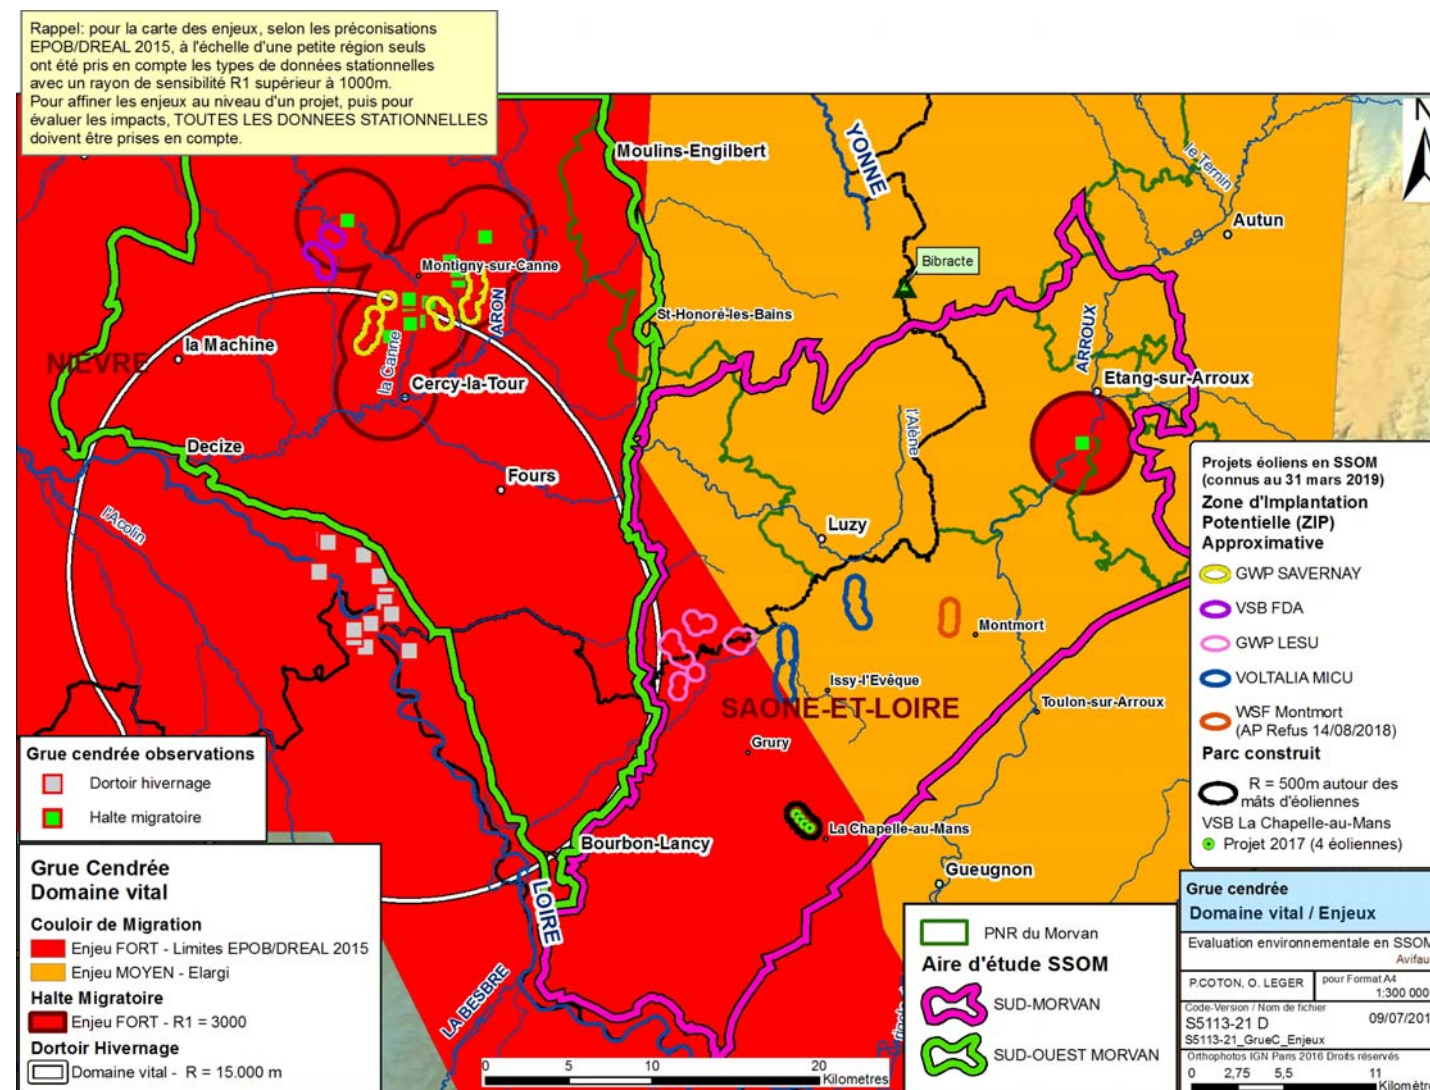 Rappel: pour la carte des enjeux, selon les préconisations
EPOB/DREAL 2015, à l'échelle d'une petite région seuls
ont été pris en compte les types de données stationnelles
avec un rayon de sensibilité R1 supérieur à 1000m.
Pour affiner les enjeux au niveau d'un projet, puis pour
évaluer les impacts, TOUTES LES DONNEES STATIONNELLES
doivent être prises en compte.
N
Moulins-Engilbert
YONNE
le Ternin
Autun
Bibracte
Montigny-sur-Canne
ARON
St-Honoré-les-Bains
la Machine
NIEVRE
la Canne
Cercy-la-Tour
ARROUX
Etang-sur-Arroux
l'Alène
Decize
Fours
l'Acolin
Luzy
Montmort
Issy-l'Evêque
SAONE-ET-LOIRE
Toulon-sur-Arroux
Grury
La Chapelle-au-Mans
Bourbon-Lancy
Gueugnon
LOIRE
LA BESBRE
Projets éoliens en SSOM
(connus au 31 mars 2019)
Zone d'Implantation
Potentielle (ZIP)
Approximative
GWP SAVERNAY
VSB FDA
GWP LESU
VOLTALIA MICU
WSF Montmort
(AP Refus 14/08/2018)
Parc construit
R = 500m autour des
mâts d'éoliennes
VSB La Chapelle-au-Mans
Projet 2017 (4 éoliennes)
Grue cendrée observations
Dortoir hivernage
Halte migratoire
Grue Cendrée
Domaine vital
Couloir de Migration
Enjeu FORT - Limites EPOB/DREAL 2015
Enjeu MOYEN - Elargi
Halte Migratoire
Enjeu FORT - R1 = 3000
Dortoir Hivernage
Domaine vital - R = 15.000 m
0 5 10 20
Kilometres
PNR du Morvan
Aire d'étude SSOM
SUD-MORVAN
SUD-OUEST MORVAN
Grue cendrée
Domaine vital / Enjeux
Evaluation environnementale en SSOM
Avifau
P.COTON, O. LEGER
pour Format A4
1:300 000
Code-Version / Nom de fichier
S5113-21 D
09/07/201
S5113-21_GrueC_Enjeux
Orthophotos IGN Paris 2016 Droits réservés
0 2,75 5,5 11
Kilomètr